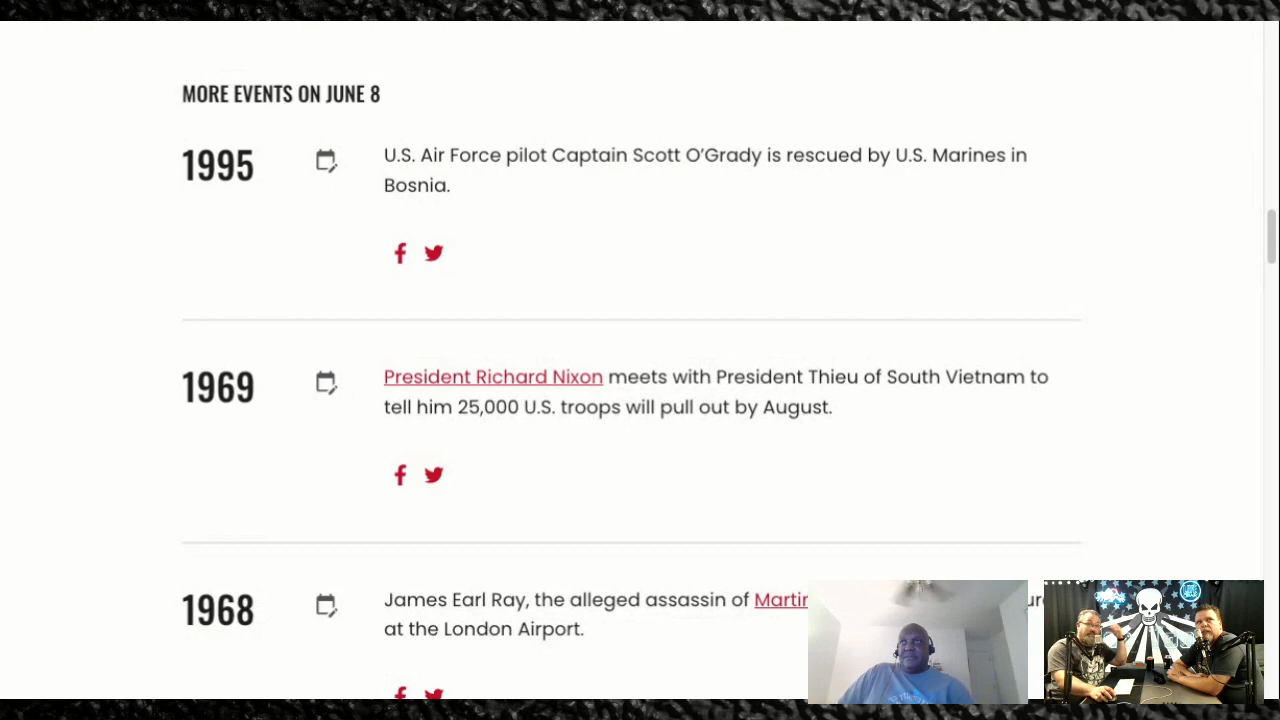 MORE EVENTS ON JUNE 8
1995
U.S. Air Force pilot Captain Scott O’Grady is rescued by U.S. Marines in
Bosnia.
1969
President Richard Nixon meets with President Thieu of South Vietnam to
tell him 25,000 U.S. troops will pull out by August.
1968
James Earl Ray, the alleged assassin of
at the London Airport.